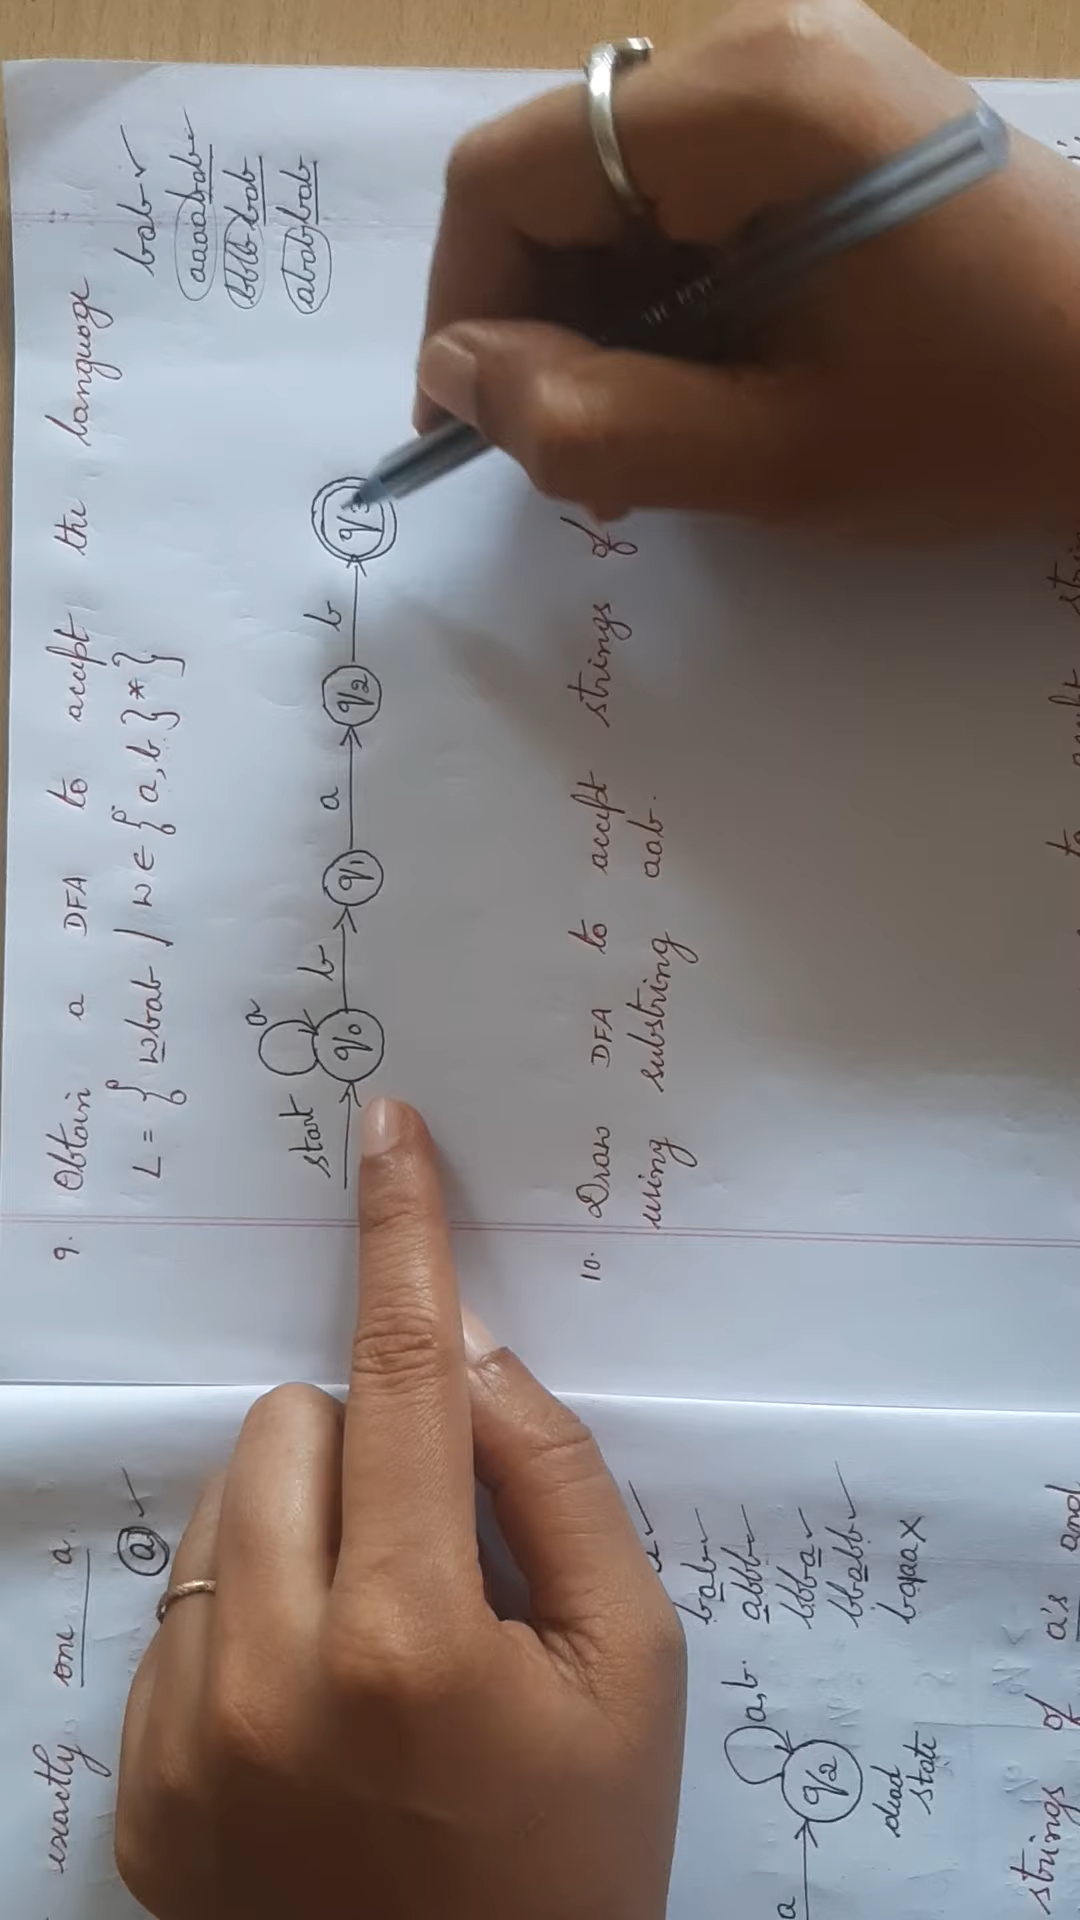 9. Obtain a DFA to accept the language
L = { wbab / w ∈ { a, b } * }
bab ✓
aaaabab ✓
bbbbab
ababbab
start
a
q0
b
q1
a
q2
b
q3
10. Draw DFA to accept strings of
using substring aab.
exactly one a.
a ✓
bab ✓
abbb ✓
bbba ✓
bbabb ✓
baaa X
a
q2
a,b.
dead
state
strings of a's and